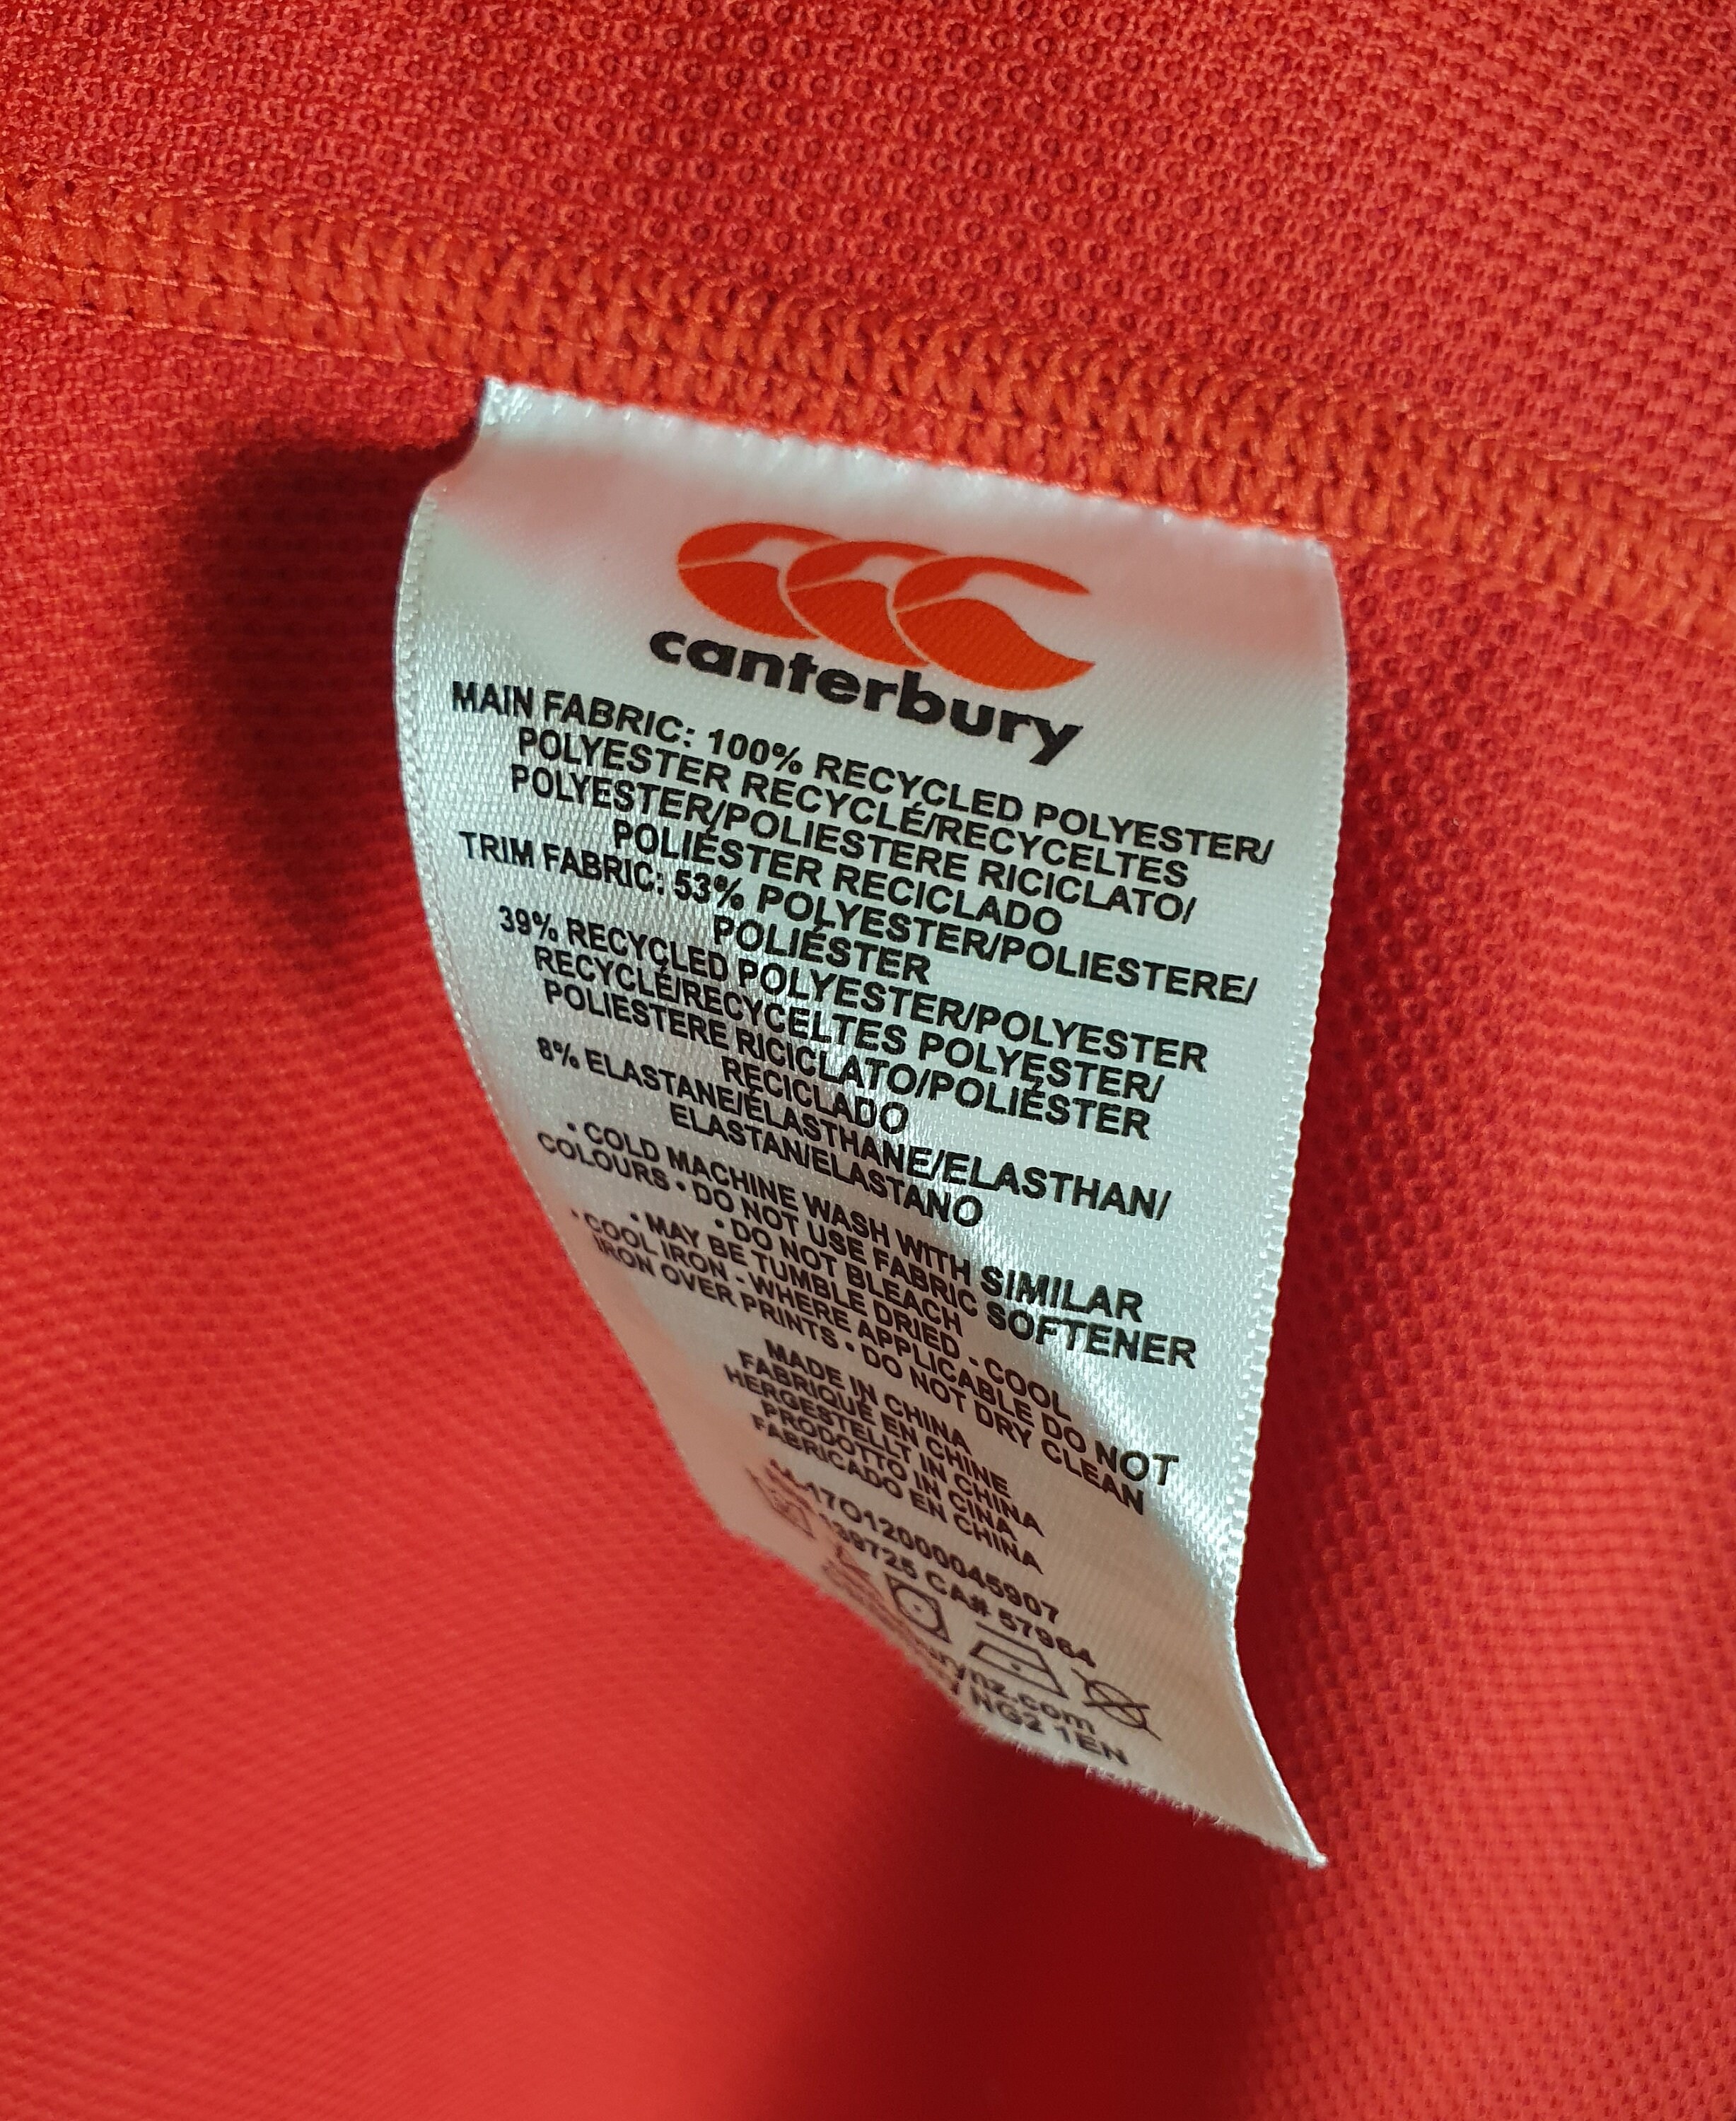 canterbury
MAIN FABRIC: 100% RECYCLED POLYESTER/
POLYESTER RECYCLÉ/RECYCELTES
POLYESTER/POLIESTERE RICICLATO/
POLIÉSTER RECICLADO
TRIM FABRIC: 53% POLYESTER/POLIESTERE/
POLIÉSTER
39% RECYCLED POLYESTER/POLYESTER
RECYCLÉ/RECYCELTES POLYESTER/
POLIESTERE RICICLATO/POLIÉSTER
RECICLADO
8% ELASTANE/ÉLASTHANE/ELASTHAN/
ELASTAN/ELASTANO
• COLD MACHINE WASH WITH SIMILAR
COLOURS • DO NOT USE FABRIC SOFTENER
• DO NOT BLEACH
• MAY BE TUMBLE DRIED - COOL
• COOL IRON - WHERE APPLICABLE DO NOT
IRON OVER PRINTS • DO NOT DRY CLEAN
MADE IN CHINA
FABRIQUÉ EN CHINE
HERGESTELLT IN CHINA
PRODOTTO IN CINA
FABRICADO EN CHINA
CA# 57964
NG2 1EN